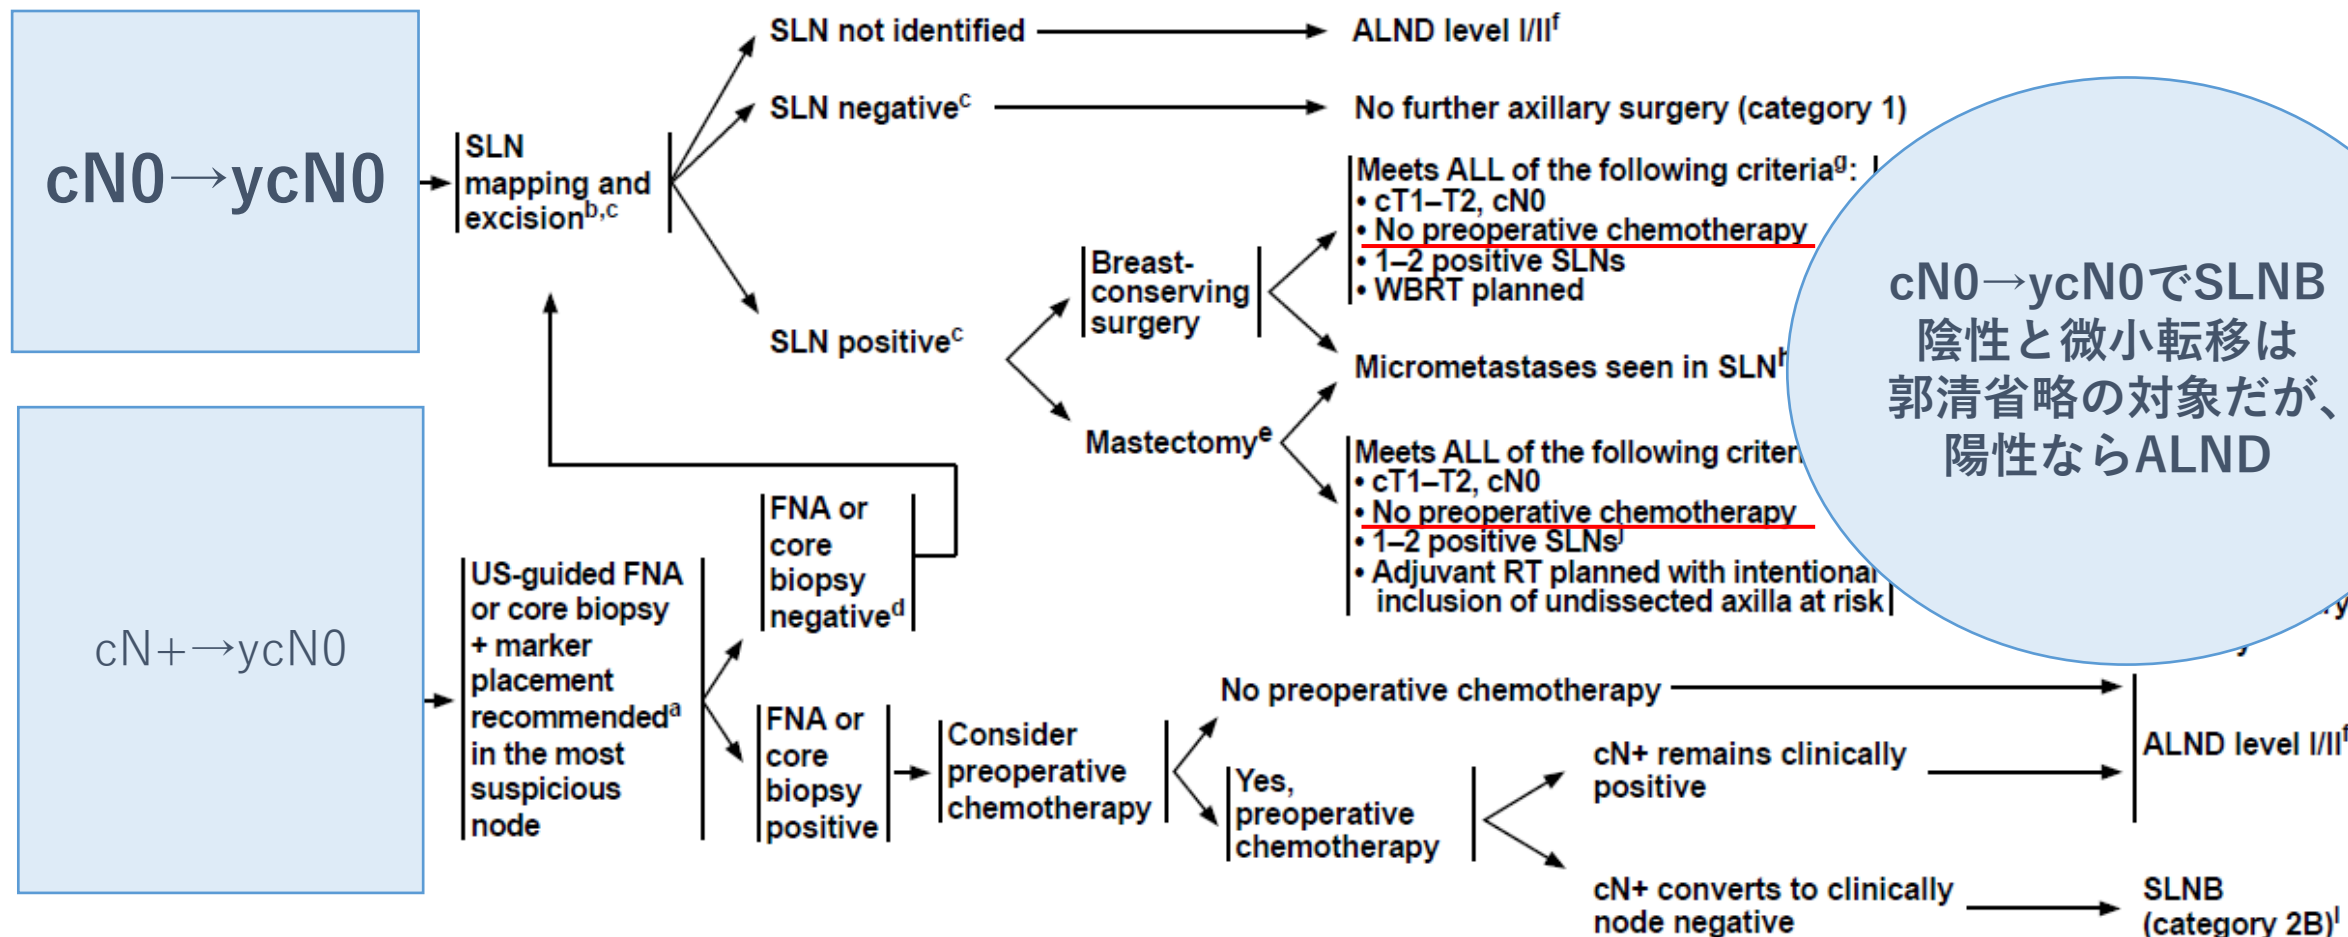 cN0→ycN0
SLN
mapping and
excisionb,c
SLN not identified
ALND level I/IIf
SLN negativec
No further axillary surgery (category 1)
SLN positivec
Breast-
conserving
surgery
Meets ALL of the following criteriag:
• cT1–T2, cN0
• No preoperative chemotherapy
• 1–2 positive SLNs
• WBRT planned
Micrometastases seen in SLNh
Mastectomye
Meets ALL of the following
• cT1–T2, cN0
• No preoperative chemotherapy
• 1–2 positive SLNsj
• Adjuvant RT planned with intentional
inclusion of undissected axilla at risk
cN0→ycN0でSLNB
陰性と微小転移は
郭清省略の対象だが、
陽性ならALND
cN+→ycN0
US-guided FNA
or core biopsy
+ marker
placement
recommendeda
in the most
suspicious
node
FNA or
core
biopsy
negatived
FNA or
core
biopsy
positive
Consider
preoperative
chemotherapy
No preoperative chemotherapy
Yes,
preoperative
chemotherapy
cN+ remains clinically
positive
ALND level I/IIf
cN+ converts to clinically
node negative
SLNB
(category 2B)l